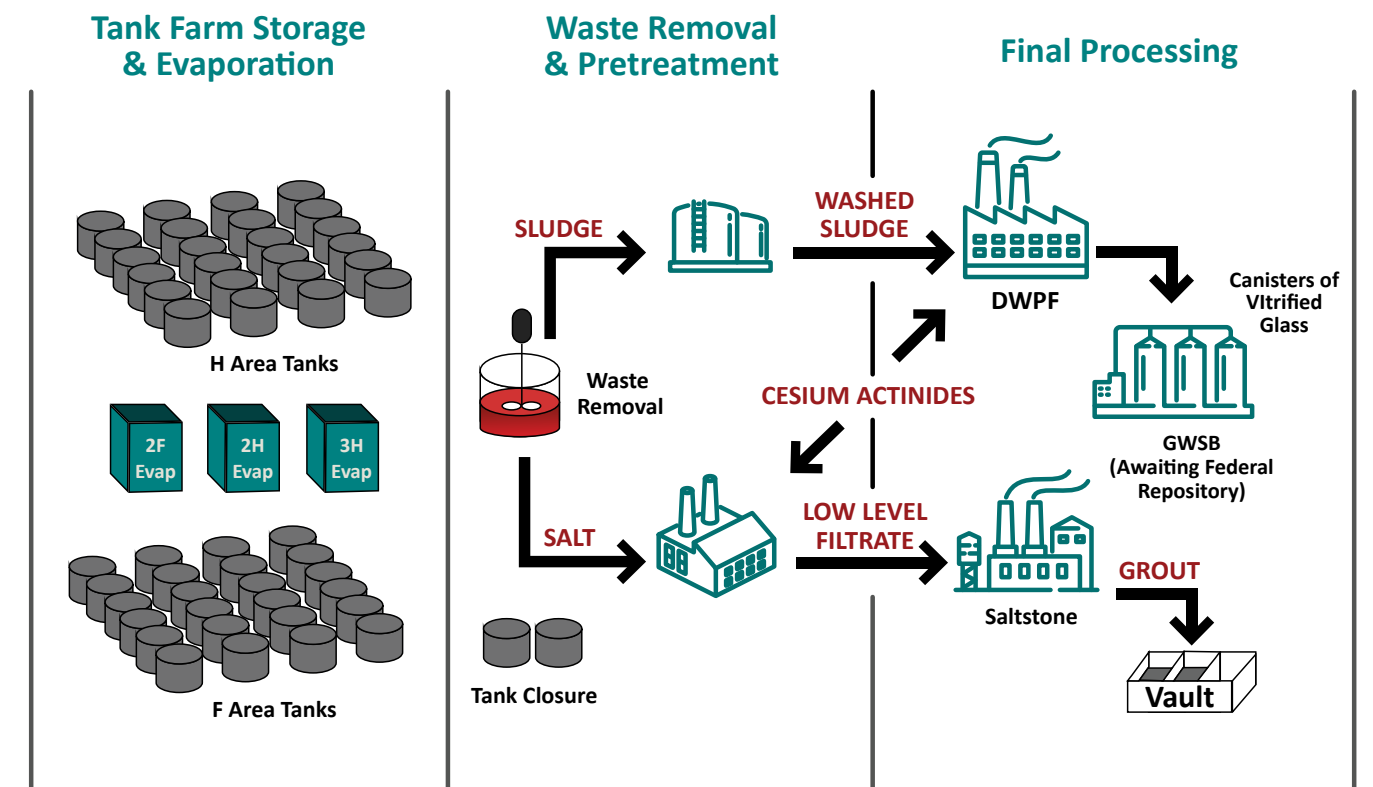 Tank Farm Storage
& Evaporation
H Area Tanks
2F
Evap
2H
Evap
3H
Evap
F Area Tanks
Waste Removal
& Pretreatment
SLUDGE
Waste
Removal
SALT
Tank Closure
WASHED
SLUDGE
CESIUM ACTINIDES
LOW LEVEL
FILTRATE
Final Processing
DWPF
Canisters of
VItrified
Glass
GWSB
(Awaiting Federal
Repository)
Saltstone
GROUT
Vault